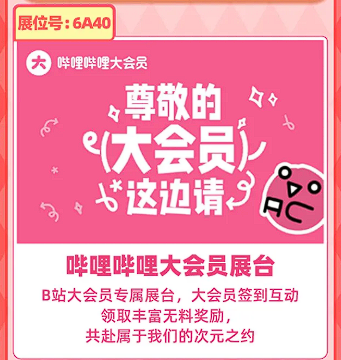 展位号:6A40
大 哔哩哔哩大会员
尊敬的
大会员
这边请
哔哩哔哩大会员展台
B站大会员专属展台，大会员签到互动
领取丰富无料奖励，
共赴属于我们的次元之约